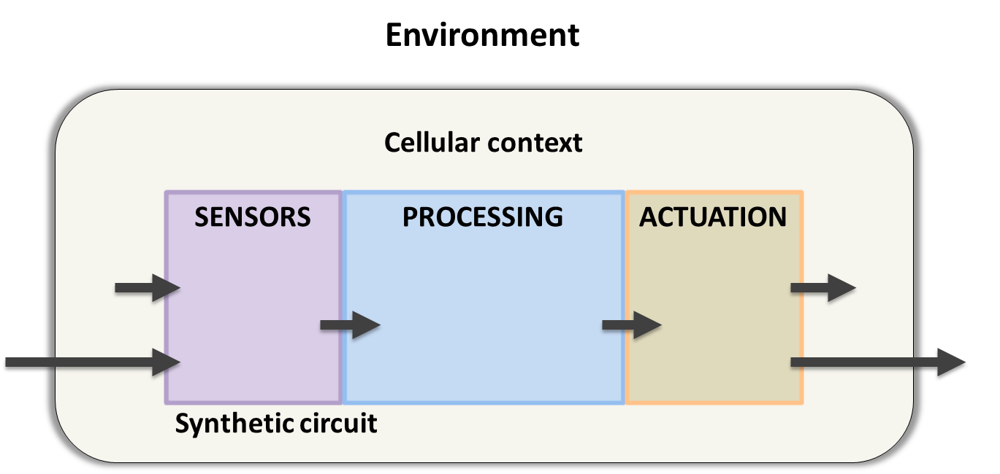 Environment
Cellular context
SENSORS
PROCESSING
ACTUATION
Synthetic circuit